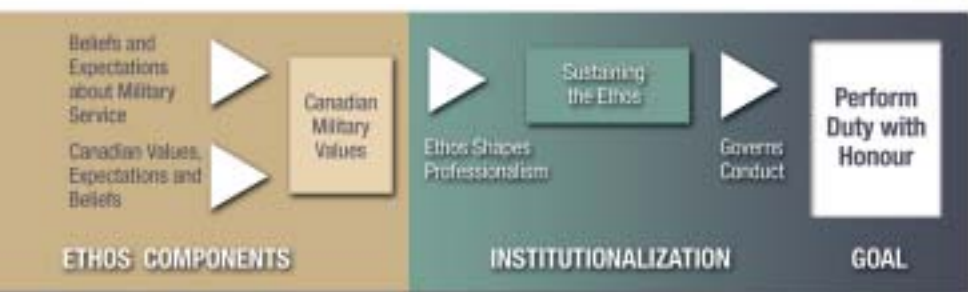 Beliefs and
Expectations
about Military
Service
Canadian Values,
Expectations and
Beliefs
Canadian
Military
Values
Ethos Shapes
Professionalism
Sustaining
the Ethos
Governs
Conduct
Perform
Duty with
Honour
ETHOS COMPONENTS
INSTITUTIONALIZATION
GOAL